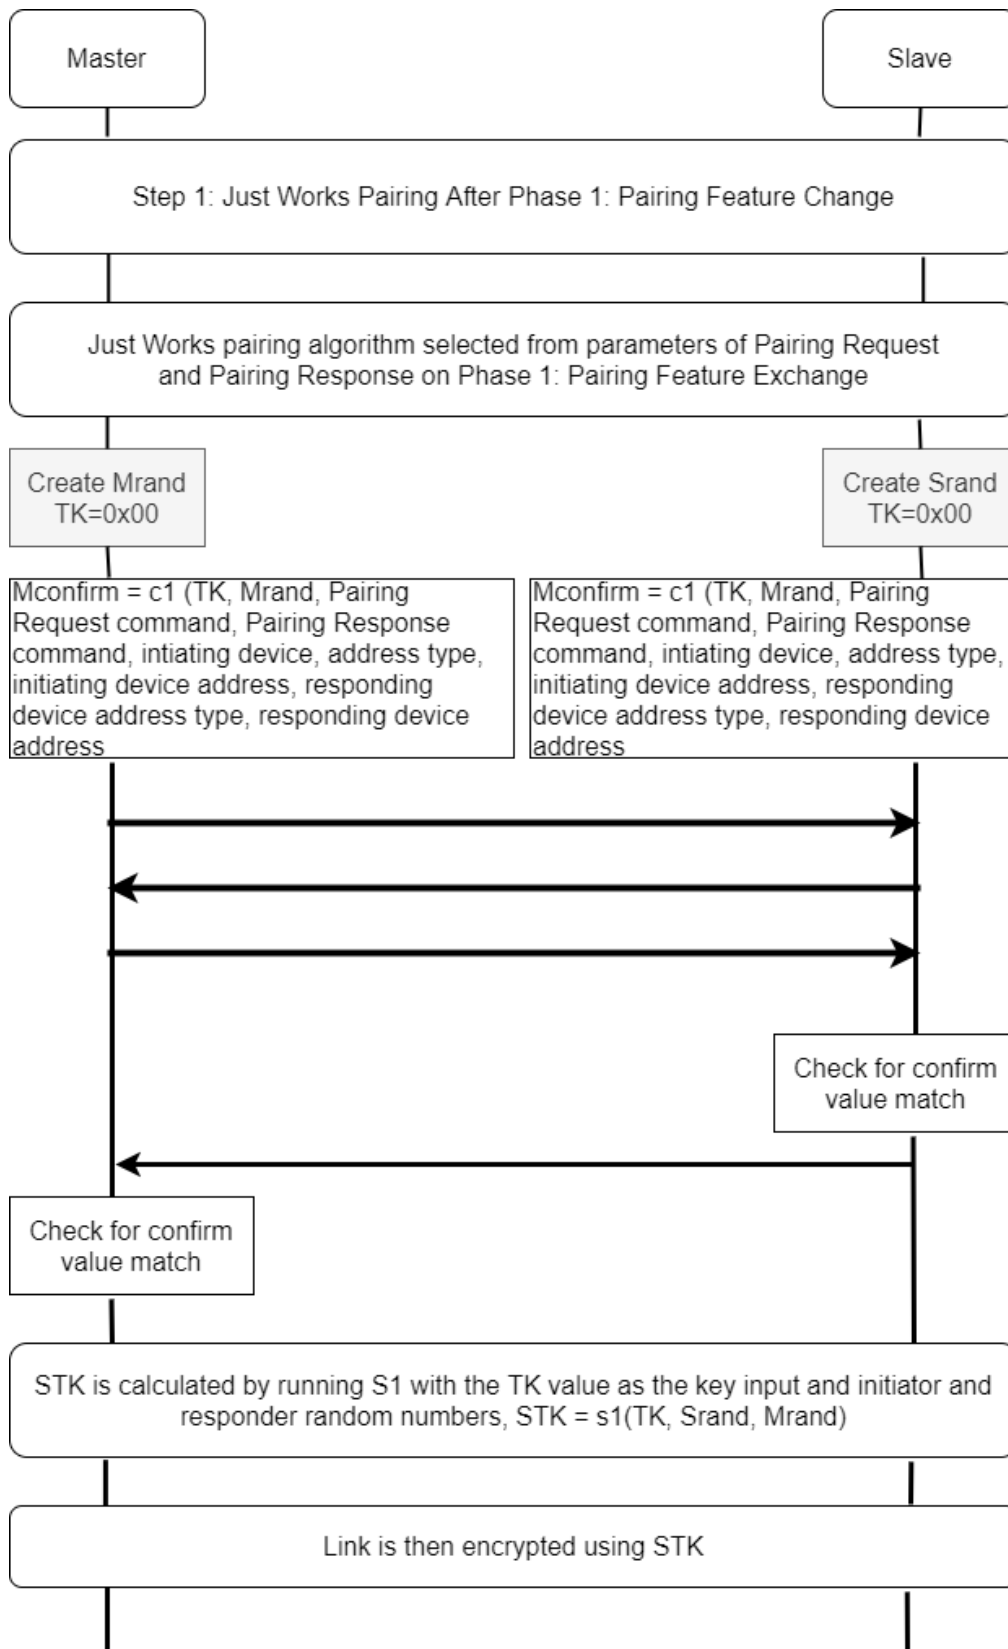 Master
Slave
Step 1: Just Works Pairing After Phase 1: Pairing Feature Change
Just Works pairing algorithm selected from parameters of Pairing Request
and Pairing Response on Phase 1: Pairing Feature Exchange
Create Mrand
TK=0x00
Create Srand
TK=0x00
Mconfirm = c1 (TK, Mrand, Pairing
Request command, Pairing Response
command, intiating device, address type,
initiating device address, responding
device address type, responding device
address
Mconfirm = c1 (TK, Mrand, Pairing
Request command, Pairing Response
command, intiating device, address type,
initiating device address, responding
device address type, responding device
address
Check for confirm
value match
Check for confirm
value match
STK is calculated by running S1 with the TK value as the key input and initiator and
responder random numbers, STK = s1(TK, Srand, Mrand)
Link is then encrypted using STK